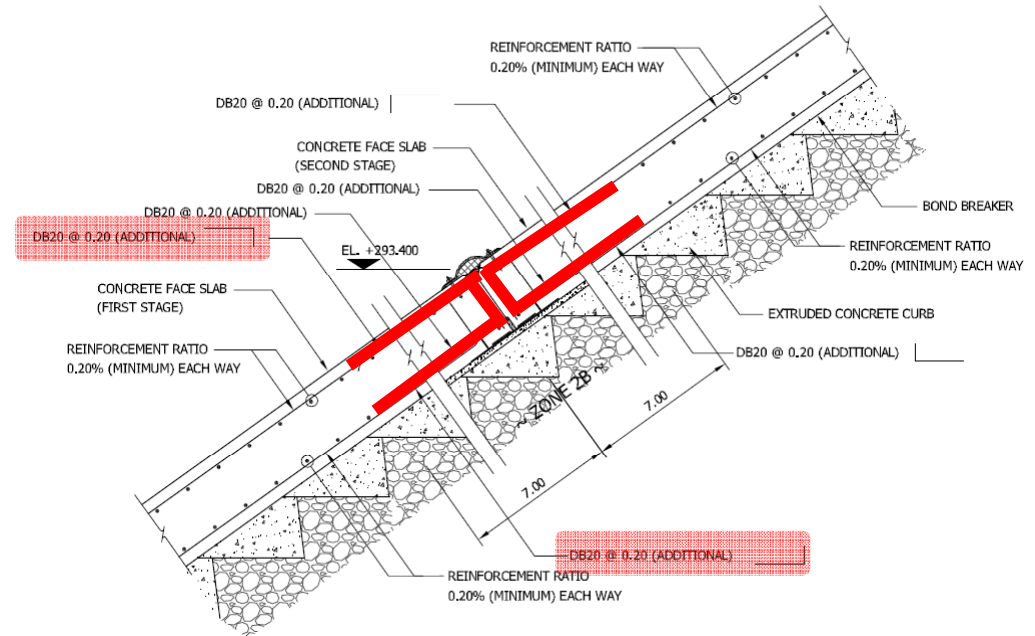 REINFORCEMENT RATIO
0.20% (MINIMUM) EACH WAY
DB20 @ 0.20 (ADDITIONAL)
CONCRETE FACE SLAB
(SECOND STAGE)
DB20 @ 0.20 (ADDITIONAL)
DB20 @ 0.20 (ADDITIONAL)
DB20 @ 0.20 (ADDITIONAL)
EL. +293.400
BOND BREAKER
REINFORCEMENT RATIO
0.20% (MINIMUM) EACH WAY
CONCRETE FACE SLAB
(FIRST STAGE)
EXTRUDED CONCRETE CURB
REINFORCEMENT RATIO
0.20% (MINIMUM) EACH WAY
DB20 @ 0.20 (ADDITIONAL)
~ ZONE 2B ~
7.00
7.00
DB20 @ 0.20 (ADDITIONAL)
REINFORCEMENT RATIO
0.20% (MINIMUM) EACH WAY